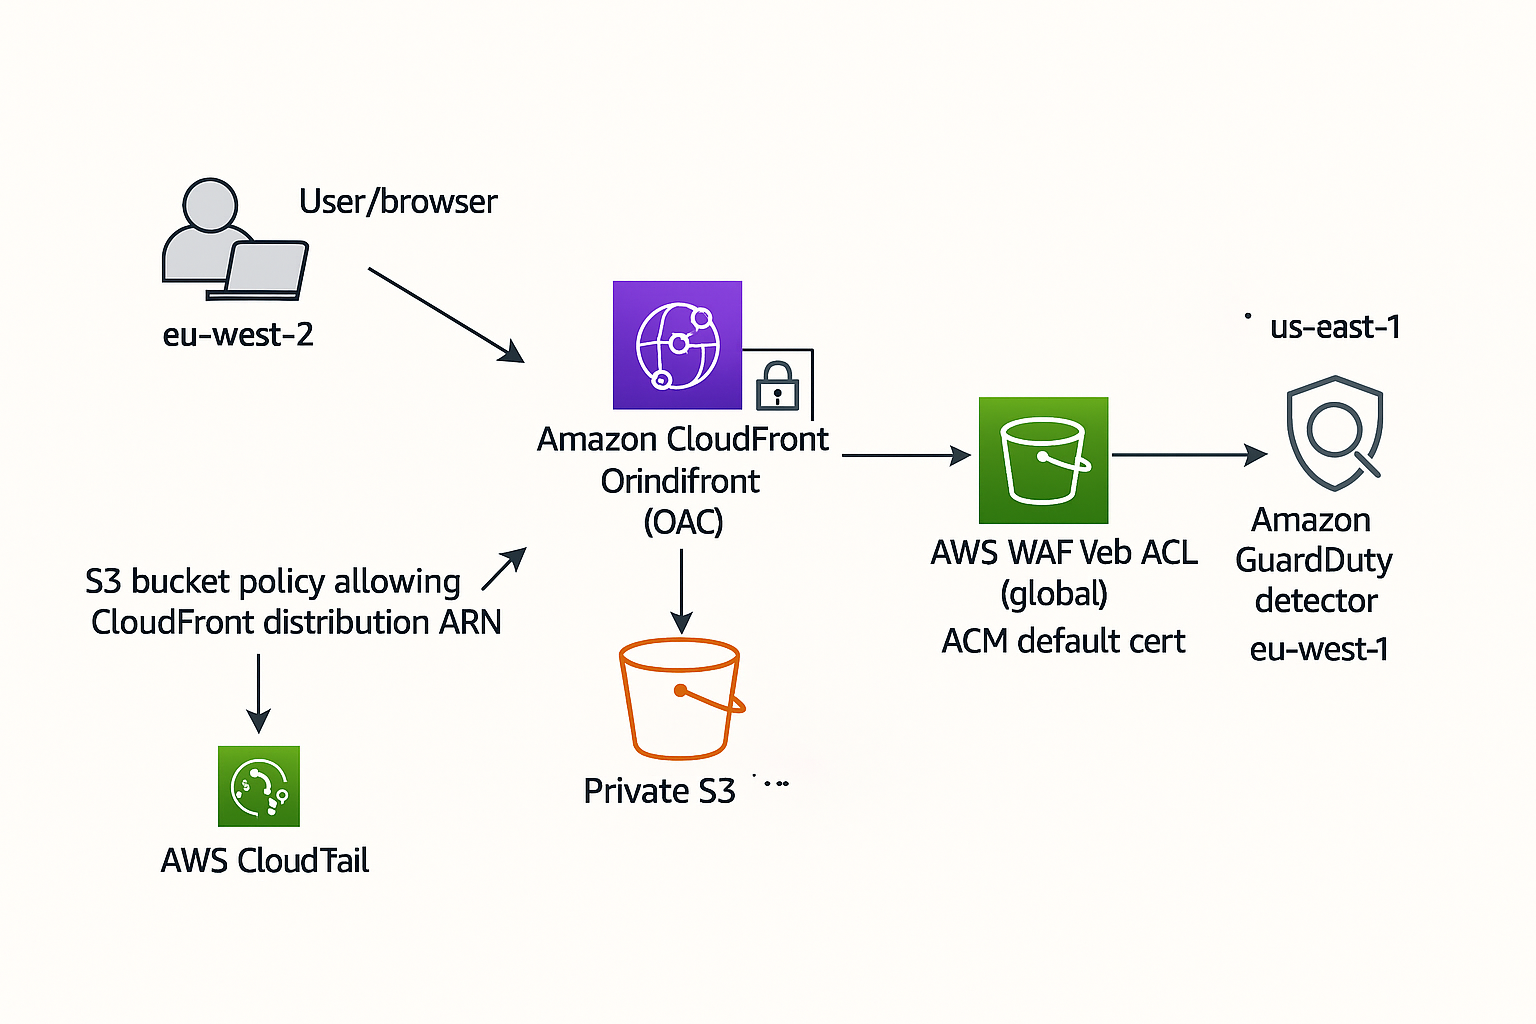 User/browser
eu-west-2
Amazon CloudFront
Orindifront
(OAC)
us-east-1
AWS WAF Veb ACL
(global)
ACM default cert
Amazon
GuardDuty
detector
eu-west-1
S3 bucket policy allowing
CloudFront distribution ARN
Private S3
AWS CloudTail